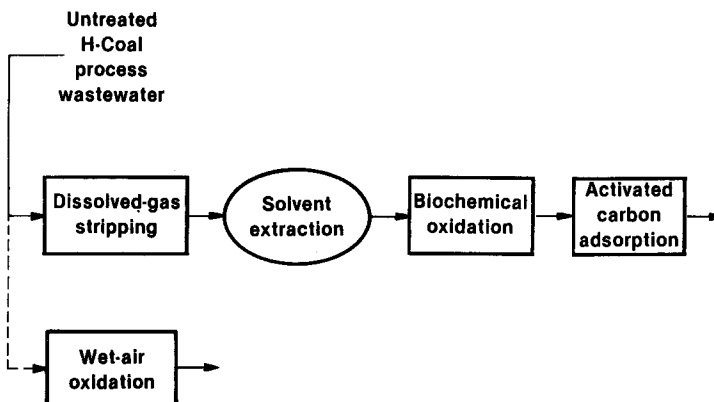 Untreated
H-Coal
process
wastewater
Dissolved-gas
stripping
Solvent
extraction
Biochemical
oxidation
Activated
carbon
adsorption
Wet-air
oxidation